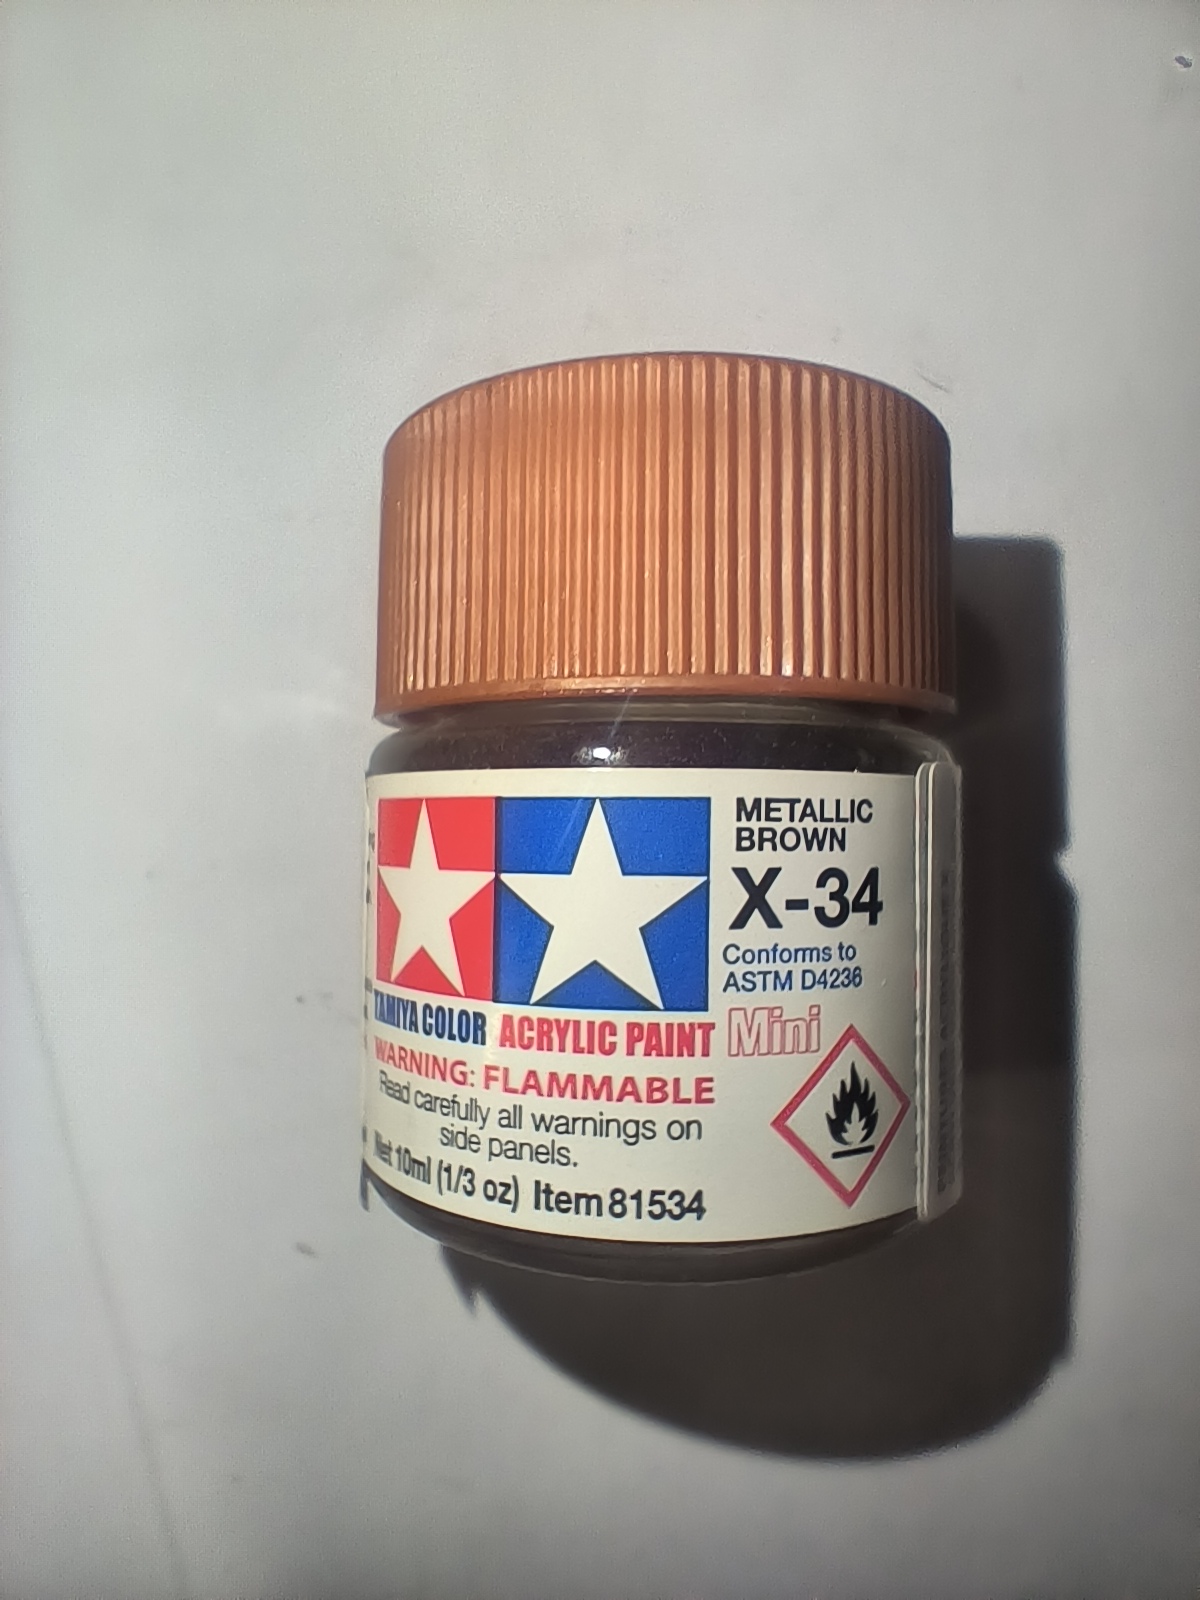 METALLIC
BROWN
X-34
Conforms to
ASTM D4236
TAMIYA COLOR ACRYLIC PAINT Mini
WARNING: FLAMMABLE
Read carefully all warnings on
side panels.
Net 10ml (1/3 oz) Item 81534